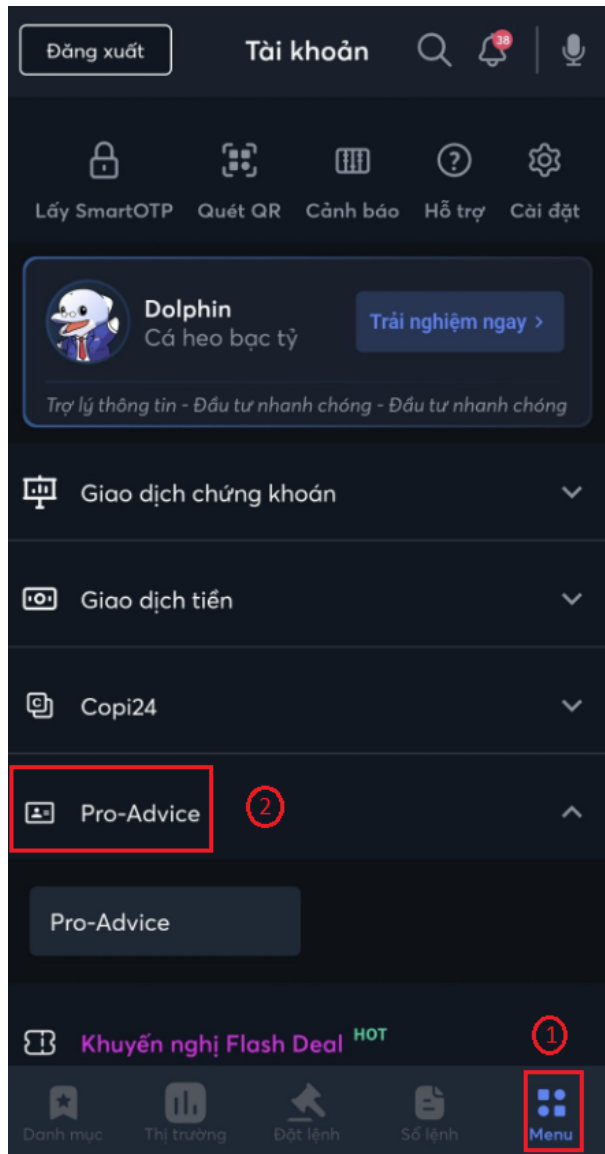 Đăng xuất Tài khoản 38
Lấy SmartOTP Quét QR Cảnh báo Hỗ trợ Cài đặt
Dolphin
Cá heo bạc tỷ
Trải nghiệm ngay >
Trợ lý thông tin - Đầu tư nhanh chóng - Đầu tư nhanh chóng
Giao dịch chứng khoán
Giao dịch tiền
Copi24
Pro-Advice 2
Pro-Advice
Khuyến nghị Flash Deal HOT
1
Danh mục Thị trường Đặt lệnh Sổ lệnh Menu